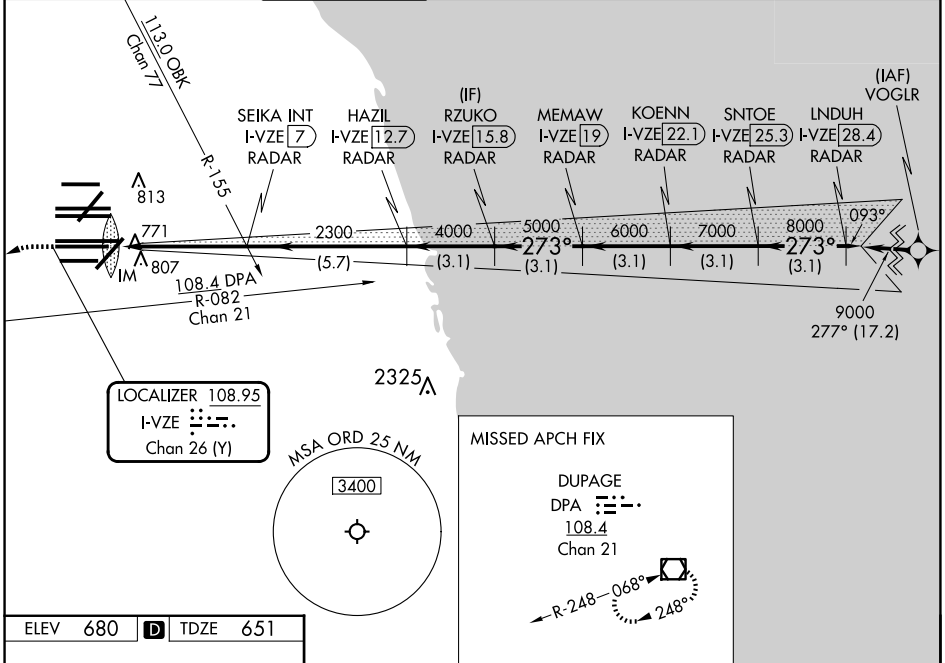 113.0 OBK
Chan 77
R-155
SEIKA INT
I-VZE 7
RADAR
HAZIL
I-VZE 12.7
RADAR
(IF)
RZUKO
I-VZE 15.8
RADAR
MEMAW
I-VZE 19
RADAR
KOENN
I-VZE 22.1
RADAR
SNTOE
I-VZE 25.3
RADAR
LNDUH
I-VZE 28.4
RADAR
(IAF)
VOGLR
813
771
807
IM
2300
4000
5000
6000
7000
8000
093°
273°
273°
(5.7)
(3.1)
(3.1)
(3.1)
(3.1)
(3.1)
9000
277° (17.2)
108.4 DPA
R-082
Chan 21
2325
LOCALIZER 108.95
I-VZE
Chan 26 (Y)
MSA ORD 25 NM
3400
MISSED APCH FIX
DUPAGE
DPA
108.4
Chan 21
R-248 068°
248°
ELEV 680 D TDZE 651